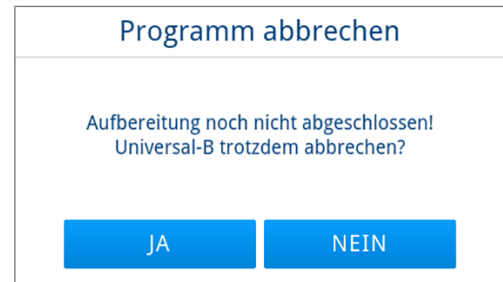 Programm abbrechen
Aufbereitung noch nicht abgeschlossen!
Universal-B trotzdem abbrechen?
JA
NEIN